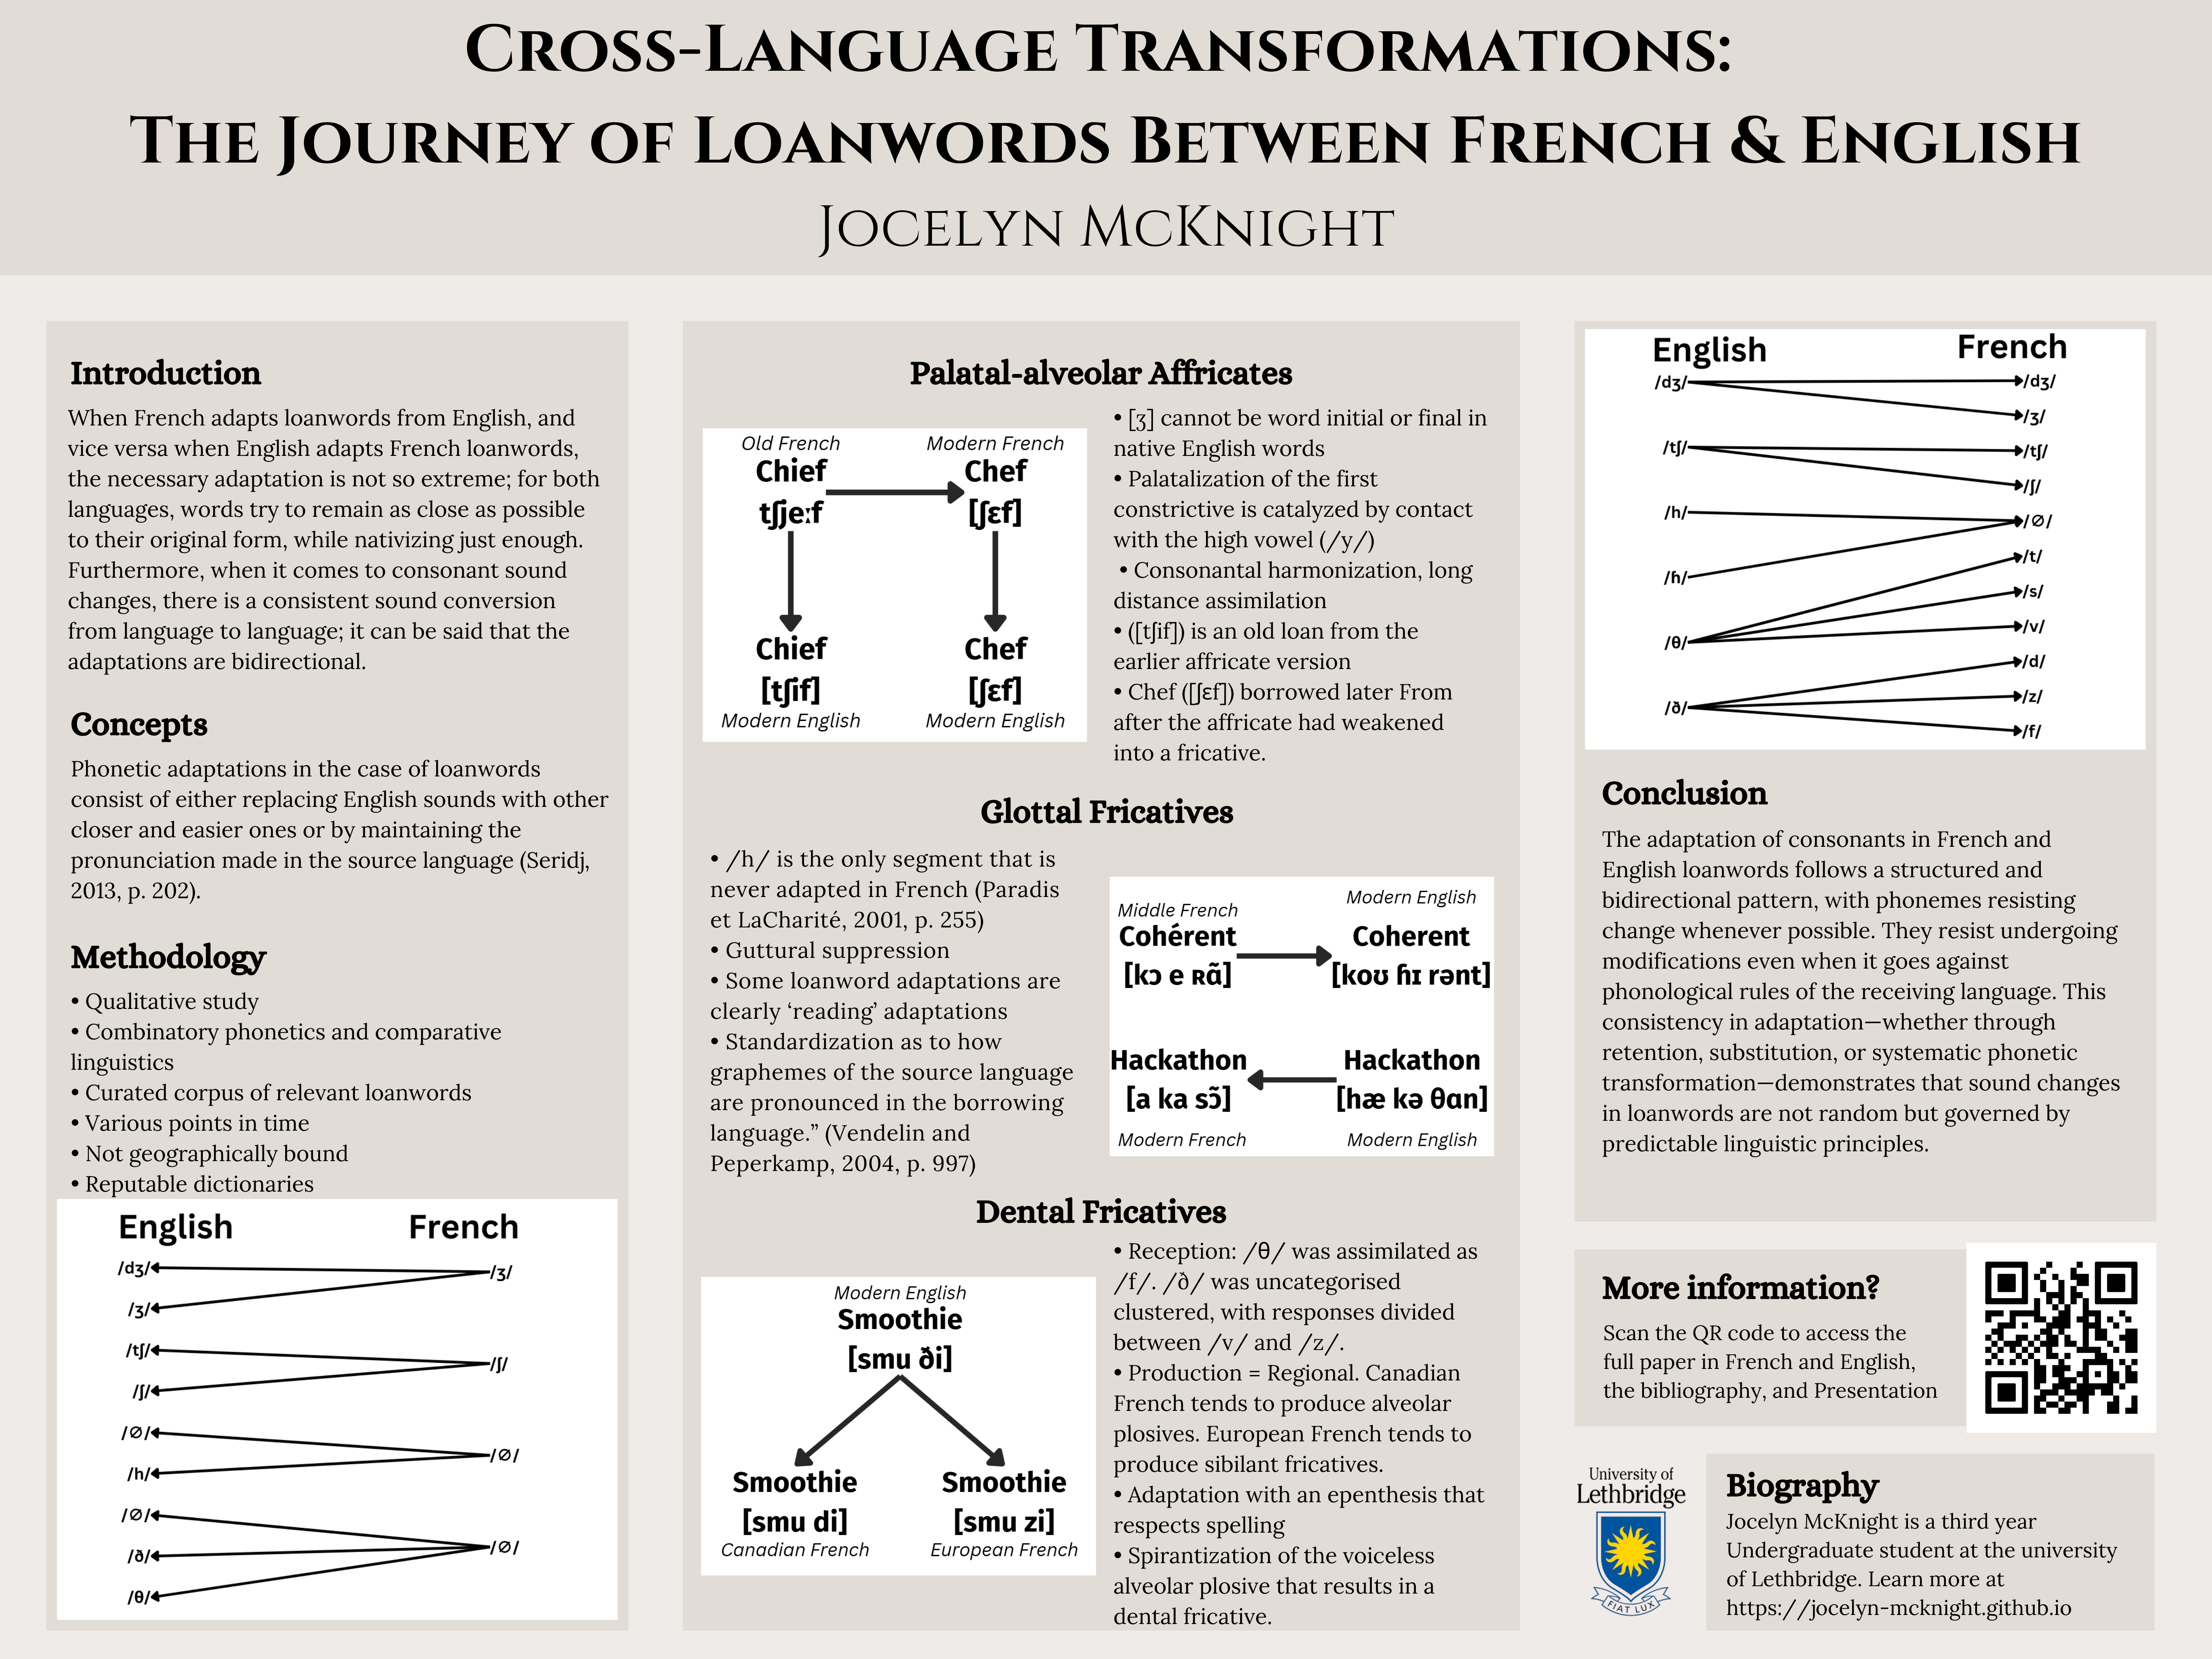 Cross-Language Transformations:
The Journey of Loanwords Between French & English
Jocelyn McKnight
Introduction
When French adapts loanwords from English, and
vice versa when English adapts French loanwords,
the necessary adaptation is not so extreme; for both
languages, words try to remain as close as possible
to their original form, while nativizing just enough.
Furthermore, when it comes to consonant sound
changes, there is a consistent sound conversion
from language to language; it can be said that the
adaptations are bidirectional.
Concepts
Phonetic adaptations in the case of loanwords
consist of either replacing English sounds with other
closer and easier ones or by maintaining the
pronunciation made in the source language (Seridj,
2013, p. 202).
Methodology
• Qualitative study
• Combinatory phonetics and comparative
linguistics
• Curated corpus of relevant loanwords
• Various points in time
• Not geographically bound
• Reputable dictionaries
English French
/dʒ/ /ʒ/
/ʒ/
/tʃ/ /ʃ/
/ʃ/
/∅/ /∅/
/h/
/∅/
/ð/ /∅/
/θ/
Palatal-alveolar Affricates
Old French Modern French
Chief Chef
tʃjeːf [ʃɛf]
Chief Chef
[tʃif] [ʃɛf]
Modern English Modern English
• [ʒ] cannot be word initial or final in
native English words
• Palatalization of the first
constrictive is catalyzed by contact
with the high vowel (/y/)
• Consonantal harmonization, long
distance assimilation
• ([tʃif]) is an old loan from the
earlier affricate version
• Chef ([ʃɛf]) borrowed later From
after the affricate had weakened
into a fricative.
Glottal Fricatives
• /h/ is the only segment that is
never adapted in French (Paradis
et LaCharité, 2001, p. 255)
• Guttural suppression
• Some loanword adaptations are
clearly ‘reading’ adaptations
• Standardization as to how
graphemes of the source language
are pronounced in the borrowing
language.” (Vendelin and
Peperkamp, 2004, p. 997)
Middle French Modern English
Cohérent Coherent
[kɔ e ʀɑ̃] [koʊ ɦɪ rənt]
Hackathon Hackathon
[a ka sɔ̃] [hæ kə θɑn]
Modern French Modern English
Dental Fricatives
Modern English
Smoothie
[smu ði]
Smoothie Smoothie
[smu di] [smu zi]
Canadian French European French
• Reception: /θ/ was assimilated as
/f/. /ð/ was uncategorised
clustered, with responses divided
between /v/ and /z/.
• Production = Regional. Canadian
French tends to produce alveolar
plosives. European French tends to
produce sibilant fricatives.
• Adaptation with an epenthesis that
respects spelling
• Spirantization of the voiceless
alveolar plosive that results in a
dental fricative.
English French
/dʒ/ /dʒ/
/ʒ/
/tʃ/ /tʃ/
/ʃ/
/h/ /∅/
/t/
/ɦ/ /s/
/v/
/θ/ /d/
/z/
/ð/ /f/
Conclusion
The adaptation of consonants in French and
English loanwords follows a structured and
bidirectional pattern, with phonemes resisting
change whenever possible. They resist undergoing
modifications even when it goes against
phonological rules of the receiving language. This
consistency in adaptation—whether through
retention, substitution, or systematic phonetic
transformation—demonstrates that sound changes
in loanwords are not random but governed by
predictable linguistic principles.
More information?
Scan the QR code to access the
full paper in French and English,
the bibliography, and Presentation
University of
Lethbridge
FIAT LUX
Biography
Jocelyn McKnight is a third year
Undergraduate student at the university
of Lethbridge. Learn more at
https://jocelyn-mcknight.github.io